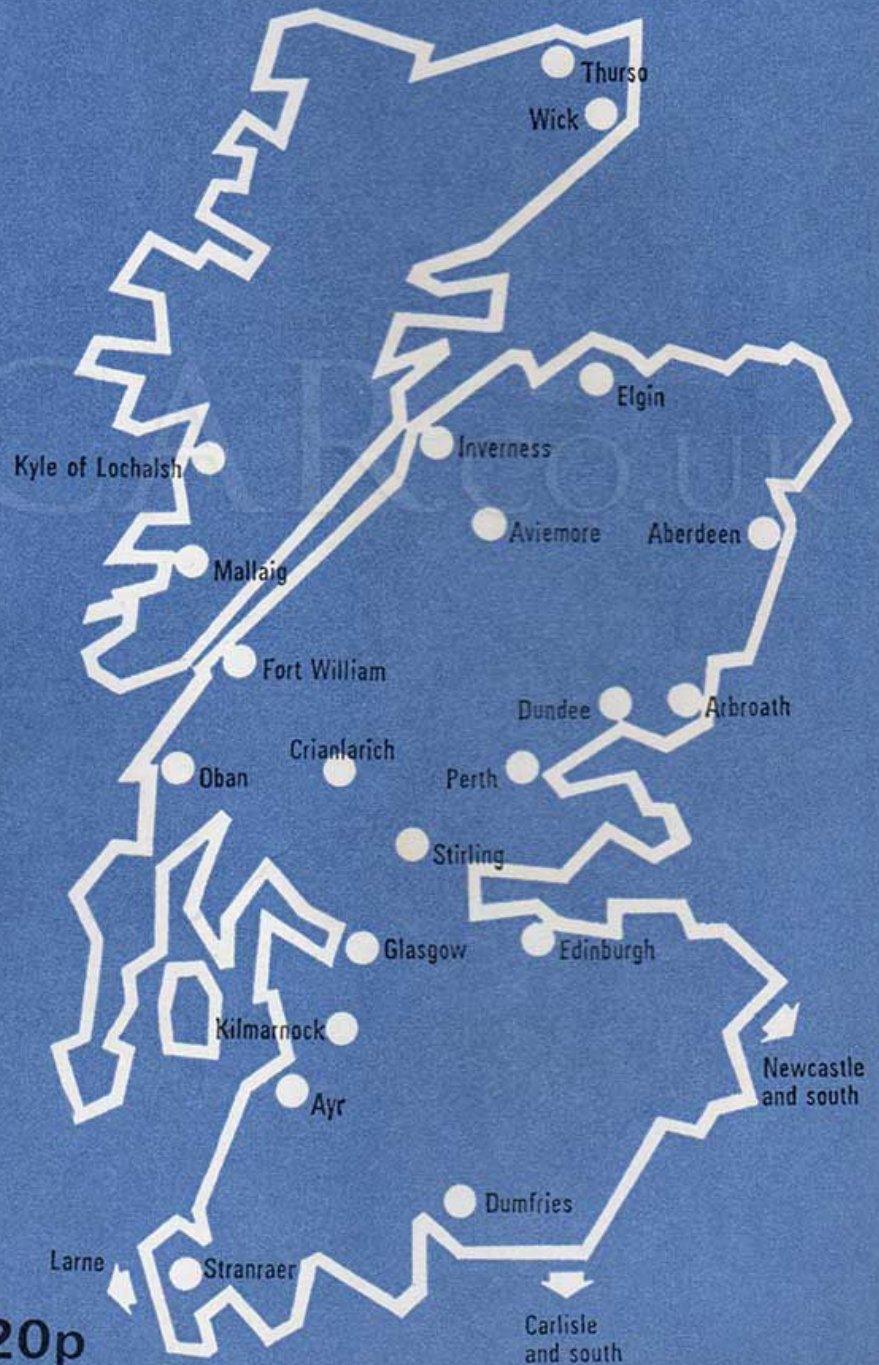 Thurso
Wick
Elgin
Inverness
Kyle of Lochalsh
Aviemore
Aberdeen
Mallaig
Fort William
Dundee
Arbroath
Crianlarich
Oban
Perth
Stirling
Glasgow
Edinburgh
Kilmarnock
Newcastle
and south
Ayr
Dumfries
Larne
Stranraer
20p
Carlisle
and south